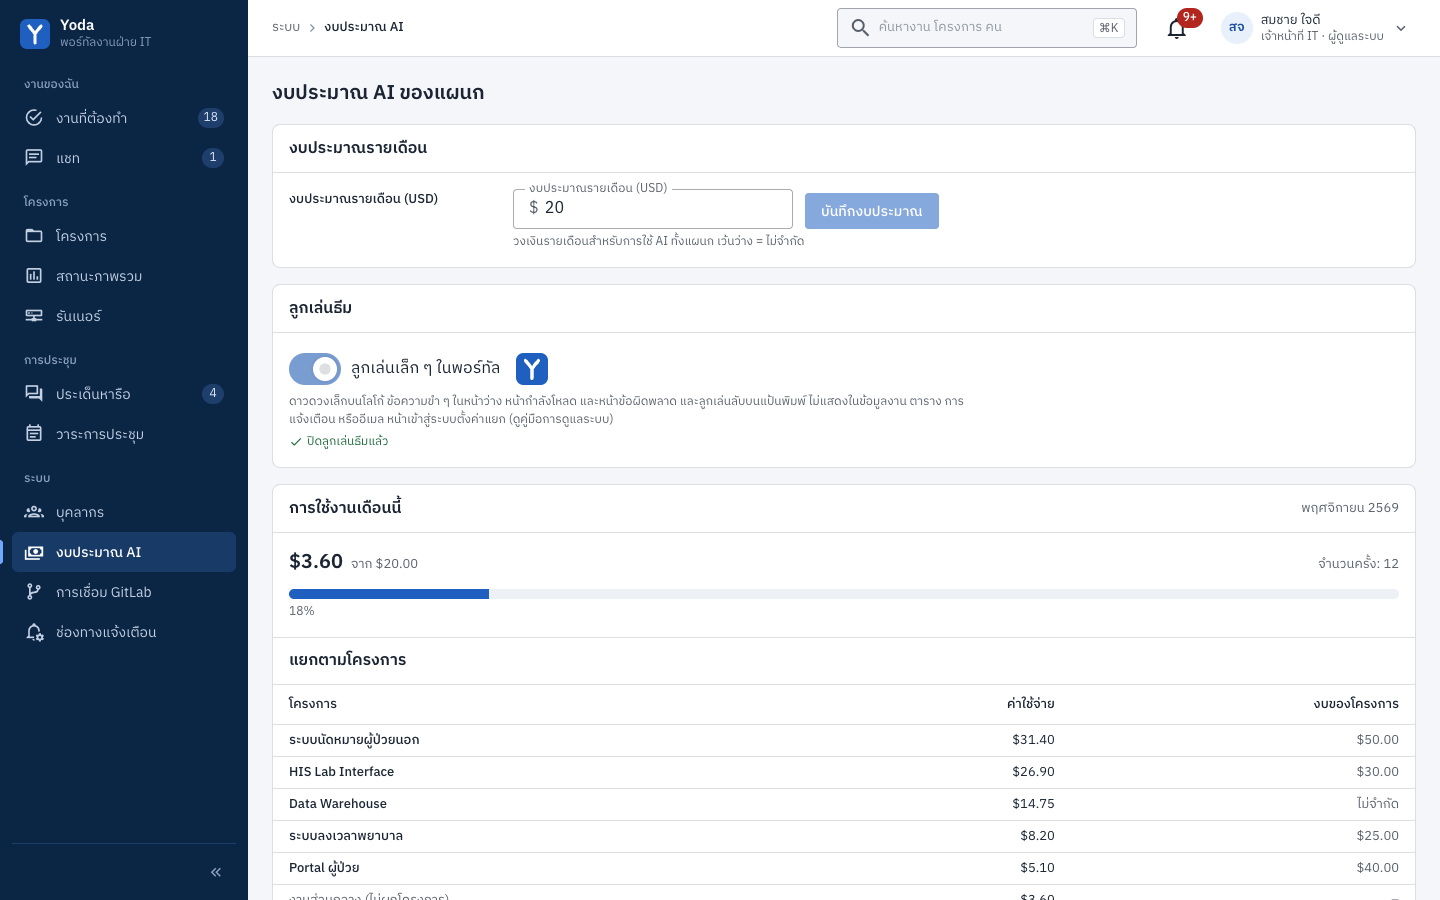 Yoda
พอร์ทัลงานฝ่าย IT
งานของฉัน
งานที่ต้องทำ 18
แชท 1
โครงการ
โครงการ
สถานะภาพรวม
รันเนอร์
การประชุม
ประเด็นหารือ 4
วาระการประชุม
ระบบ
บุคลากร
งบประมาณ AI
การเชื่อม GitLab
ช่องทางแจ้งเตือน
ระบบ > งบประมาณ AI
ค้นหางาน โครงการ คน ⌘K
9+
สจ
สมชาย ใจดี
เจ้าหน้าที่ IT · ผู้ดูแลระบบ
งบประมาณ AI ของแผนก
งบประมาณรายเดือน
งบประมาณรายเดือน (USD)
งบประมาณรายเดือน (USD)
$ 20
บันทึกงบประมาณ
วงเงินรายเดือนสำหรับการใช้ AI ทั้งแผนก เว้นว่าง = ไม่จำกัด
ลูกเล่นธีม
ลูกเล่นเล็ก ๆ ในพอร์ทัล
ดาวดวงเล็กบนโลโก้ ข้อความขำ ๆ ในหน้าว่าง หน้ากำลังโหลด และหน้าข้อผิดพลาด และลูกเล่นลับบนแป้นพิมพ์ ไม่แสดงในข้อมูลงาน ตาราง การ
แจ้งเตือน หรืออีเมล หน้าเข้าสู่ระบบตั้งค่าแยก (ดูคู่มือการดูแลระบบ)
ปิดลูกเล่นธีมแล้ว
การใช้งานเดือนนี้
พฤศจิกายน 2569
$3.60 จาก $20.00
จำนวนครั้ง: 12
18%
แยกตามโครงการ
โครงการ ค่าใช้จ่าย งบของโครงการ
ระบบนัดหมายผู้ป่วยนอก $31.40 $50.00
HIS Lab Interface $26.90 $30.00
Data Warehouse $14.75 ไม่จำกัด
ระบบลงเวลาพยาบาล $8.20 $25.00
Portal ผู้ป่วย $5.10 $40.00
งานส่วนกลาง (ไม่ผูกโครงการ) $3.60 –